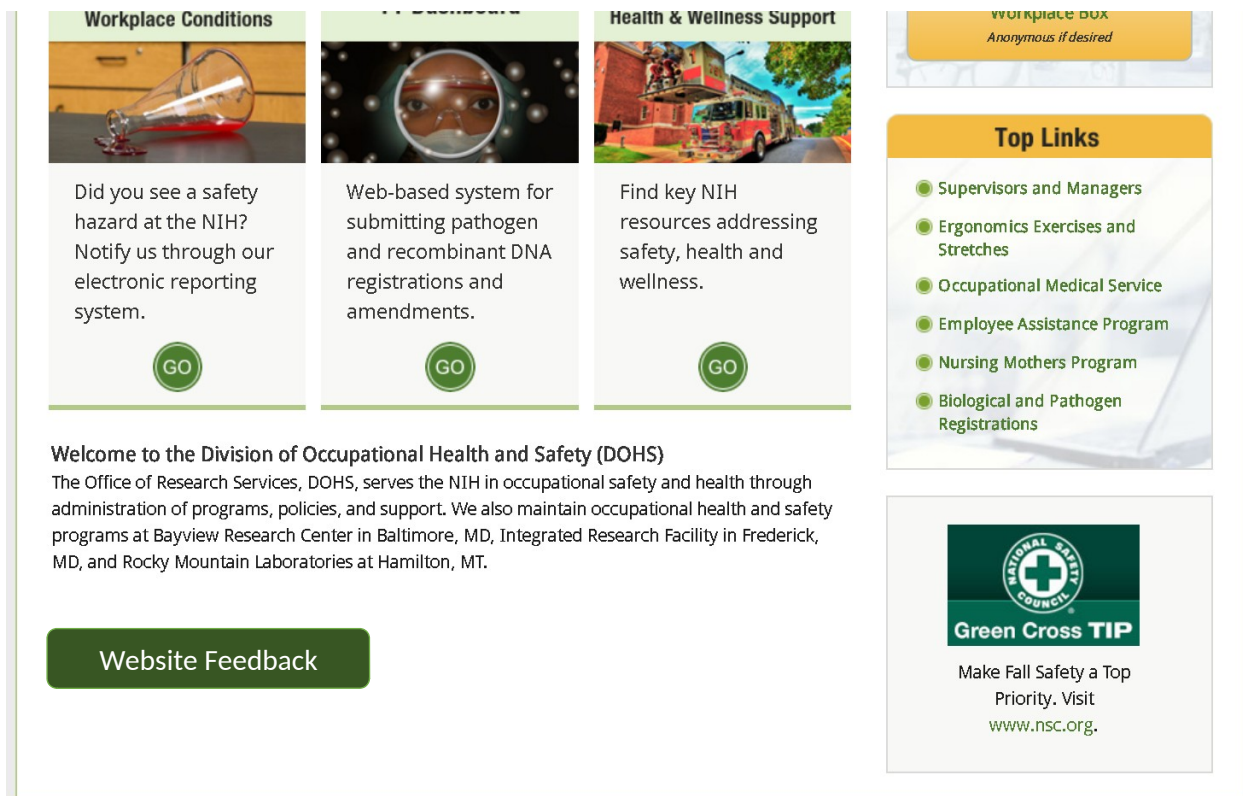 Workplace Conditions
Dashboard
Health & Wellness Support
Did you see a safety
hazard at the NIH?
Notify us through our
electronic reporting
system.
GO
Web-based system for
submitting pathogen
and recombinant DNA
registrations and
amendments.
GO
Find key NIH
resources addressing
safety, health and
wellness.
GO
Welcome to the Division of Occupational Health and Safety (DOHS)
The Office of Research Services, DOHS, serves the NIH in occupational safety and health through
administration of programs, policies, and support. We also maintain occupational health and safety
programs at Bayview Research Center in Baltimore, MD, Integrated Research Facility in Frederick,
MD, and Rocky Mountain Laboratories at Hamilton, MT.
Website Feedback
Workplace Box
Anonymous if desired
Top Links
Supervisors and Managers
Ergonomics Exercises and
Stretches
Occupational Medical Service
Employee Assistance Program
Nursing Mothers Program
Biological and Pathogen
Registrations
NATIONAL SAFETY
COUNCIL
®
Green Cross TIP
Make Fall Safety a Top
Priority. Visit
www.nsc.org.